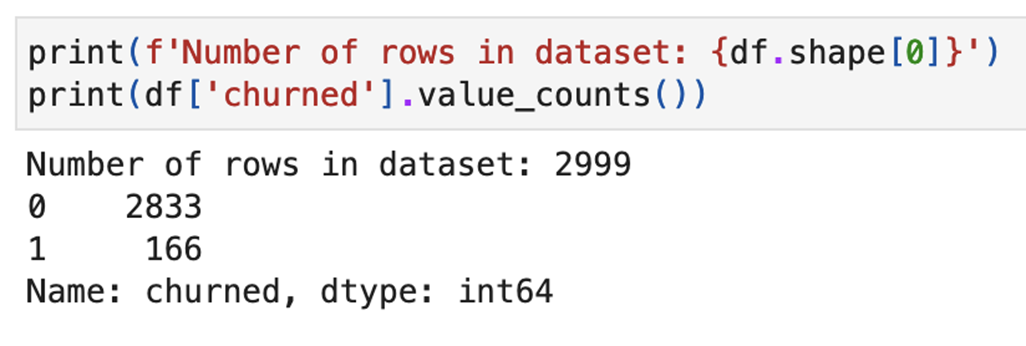 print(f'Number of rows in dataset: {df.shape[0]}')
print(df['churned'].value_counts())
Number of rows in dataset: 2999
0    2833
1     166
Name: churned, dtype: int64